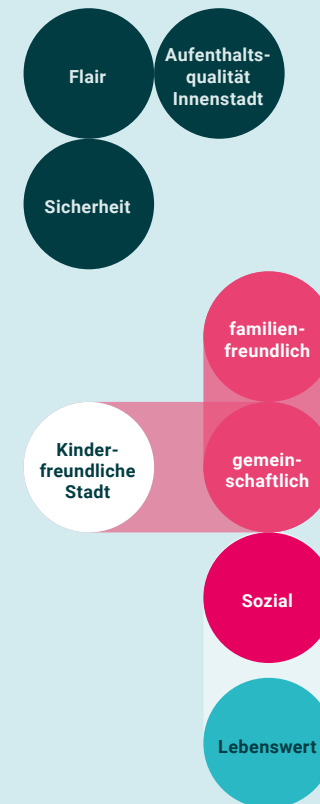 Flair
Aufenthalts-
qualität
Innenstadt
Sicherheit
familien-
freundlich
Kinder-
freundliche
Stadt
gemein-
schaftlich
Sozial
Lebenswert